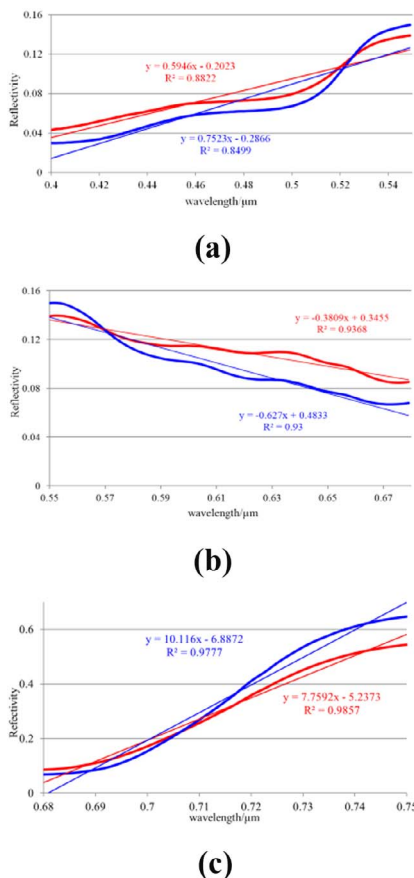 0.16
0.12
0.08
0.04
0
Reflectivity
y = 0.5946x - 0.2023
R² = 0.8822
y = 0.7523x - 0.2866
R² = 0.8499
0.4 0.42 0.44 0.46 0.48 0.5 0.52 0.54
wavelength/μm
(a)
0.16
0.12
0.08
0.04
0
Reflectivity
y = -0.3809x + 0.3455
R² = 0.9368
y = -0.627x + 0.4833
R² = 0.93
0.55 0.57 0.59 0.61 0.63 0.65 0.67
wavelength/μm
(b)
0.6
0.4
0.2
0
Refectivity
y = 10.116x - 6.8872
R² = 0.9777
y = 7.7592x - 5.2373
R² = 0.9857
0.68 0.69 0.7 0.71 0.72 0.73 0.74 0.75
wavelength/μm
(c)